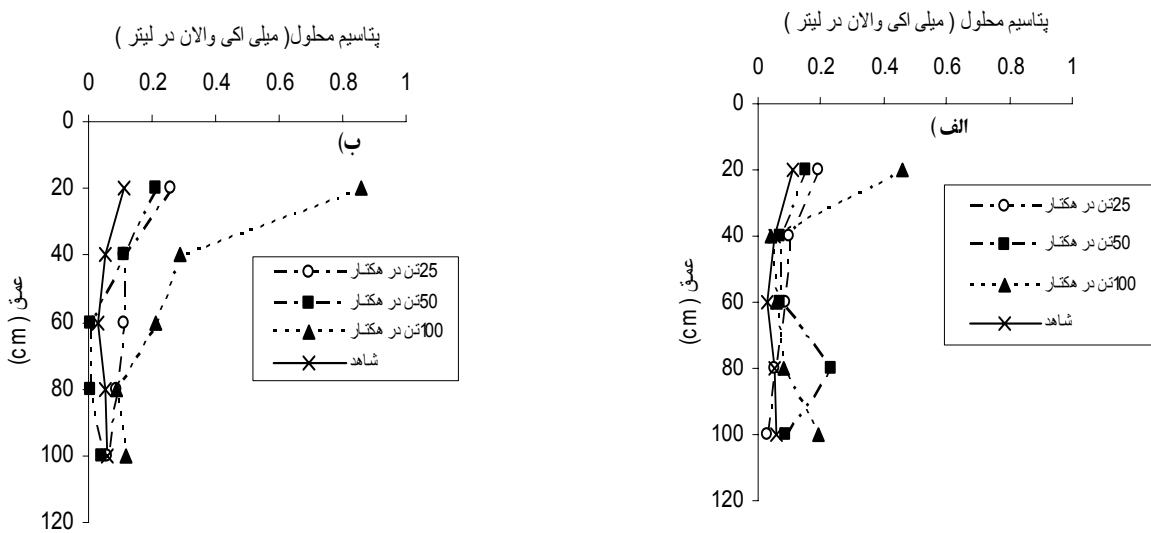 پتاسیم محلول ( میلی اکی والان در لیتر )
0 0.2 0.4 0.6 0.8 1
0
20
40
60
80
100
120
عمق ( cm)
الف )
25تن در هکتار
50تن در هکتار
100تن در هکتار
شاهد
پتاسیم محلول( میلی اکی والان در لیتر )
0 0.2 0.4 0.6 0.8 1
0
20
40
60
80
100
120
عمق ( cm)
ب)
25تن در هکتار
50تن در هکتار
100تن در هکتار
شاهد